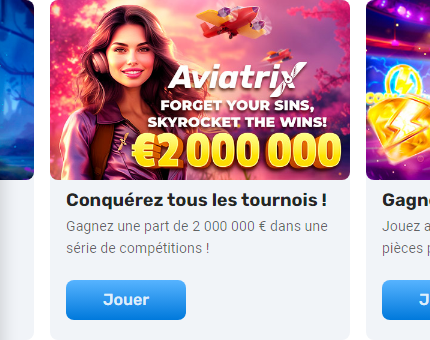 Aviatrix
FORGET YOUR SINS,
SKYROCKET THE WINS!
€2 000 000
Conquérez tous les tournois !
Gagnez une part de 2 000 000 € dans une
série de compétitions !
Jouer
Gagn
Jouez a
pièces p
J